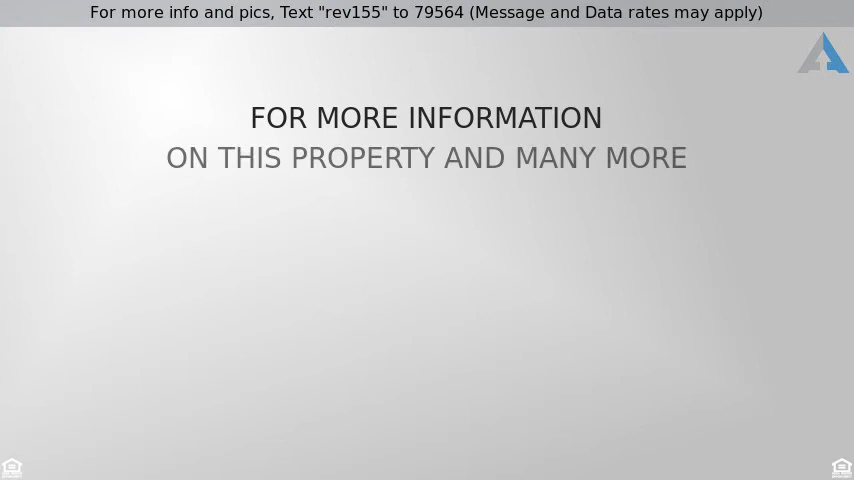 For more info and pics, Text "rev155" to 79564 (Message and Data rates may apply)
FOR MORE INFORMATION
ON THIS PROPERTY AND MANY MORE